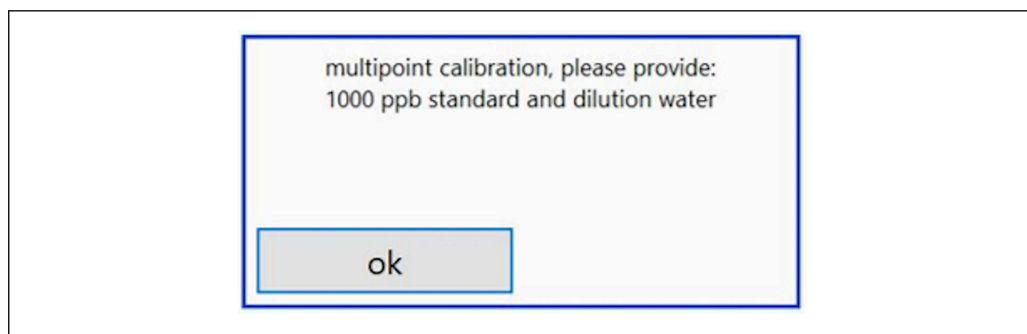 multipoint calibration, please provide:
1000 ppb standard and dilution water
ok